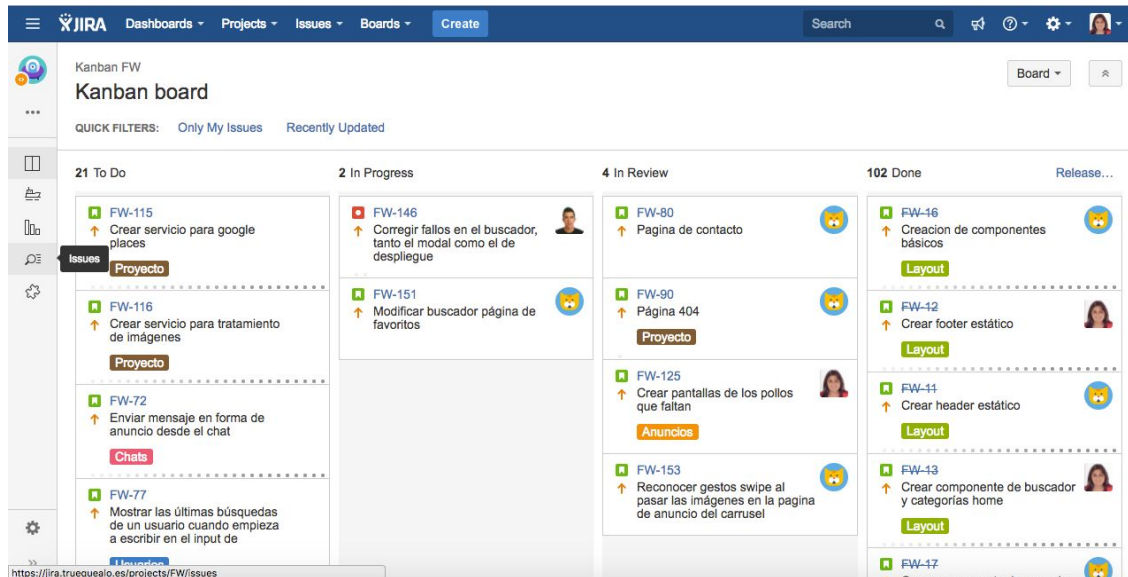 JIRA Dashboards Projects Issues Boards Create Search
Kanban FW
Kanban board
Board
QUICK FILTERS: Only My Issues Recently Updated
21 To Do
FW-115
Crear servicio para google
places
Proyecto
FW-116
Crear servicio para tratamiento
de imágenes
Proyecto
FW-72
Enviar mensaje en forma de
anuncio desde el chat
Chats
FW-77
Mostrar las últimas búsquedas
de un usuario cuando empieza
a escribir en el input de
Usuarios
2 In Progress
FW-146
Corregir fallos en el buscador,
tanto el modal como el de
despliegue
FW-151
Modificar buscador página de
favoritos
4 In Review
FW-80
Pagina de contacto
FW-90
Página 404
Proyecto
FW-125
Crear pantallas de los pollos
que faltan
Anuncios
FW-153
Reconocer gestos swipe al
pasar las imágenes en la pagina
de anuncio del carrusel
102 Done
Release…
FW-16
Creacion de componentes
básicos
Layout
FW-12
Crear footer estático
Layout
FW-11
Crear header estático
Layout
FW-13
Crear componente de buscador
y categorías home
Layout
FW-17
Issues
https://jira.truequealo.es/projects/FW/issues